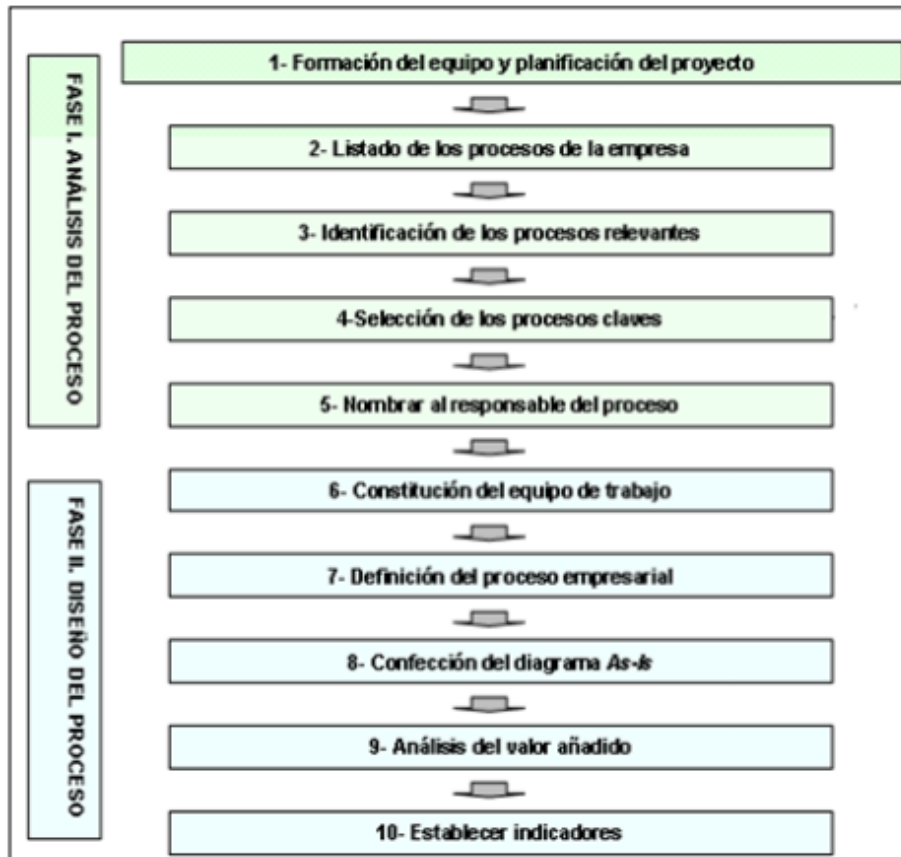 FASE I. ANÁLISIS DEL PROCESO
1- Formación del equipo y planificación del proyecto
2- Listado de los procesos de la empresa
3- Identificación de los procesos relevantes
4-Selección de los procesos claves
5- Nombrar al responsable del proceso
FASE II. DISEÑO DEL PROCESO
6- Constitución del equipo de trabajo
7- Definición del proceso empresarial
8- Confección del diagrama As-Is
9- Análisis del valor añadido
10- Establecer indicadores